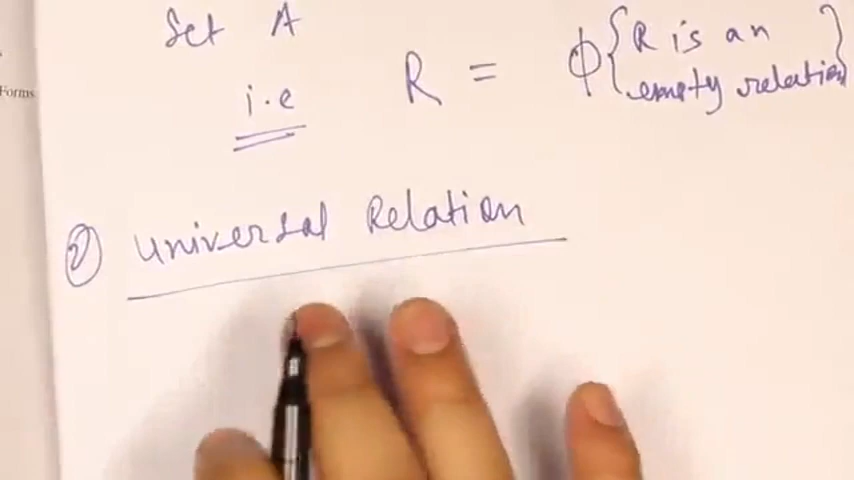 Set A
Forms
i.e R = ϕ {R is an
empty relation}
② Universal Relation